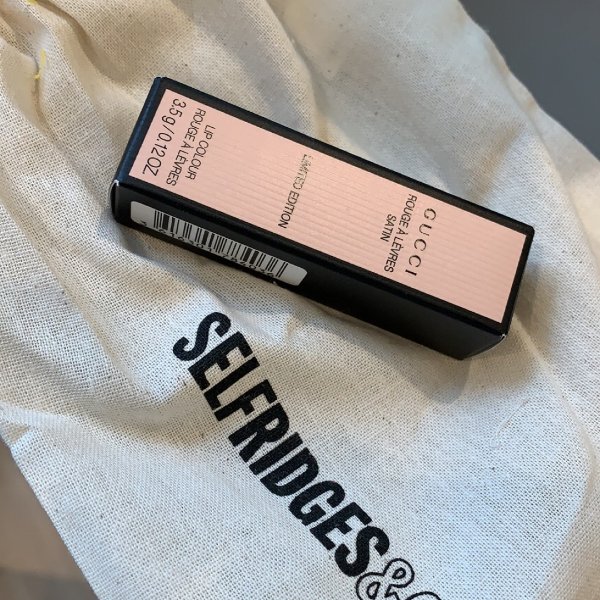 GUCCI
ROUGE À LÈVRES
SATIN
LIMITED EDITION
LIP COLOUR
ROUGE À LÈVRES
3.5g/0.12OZ
SELFRIDGES&